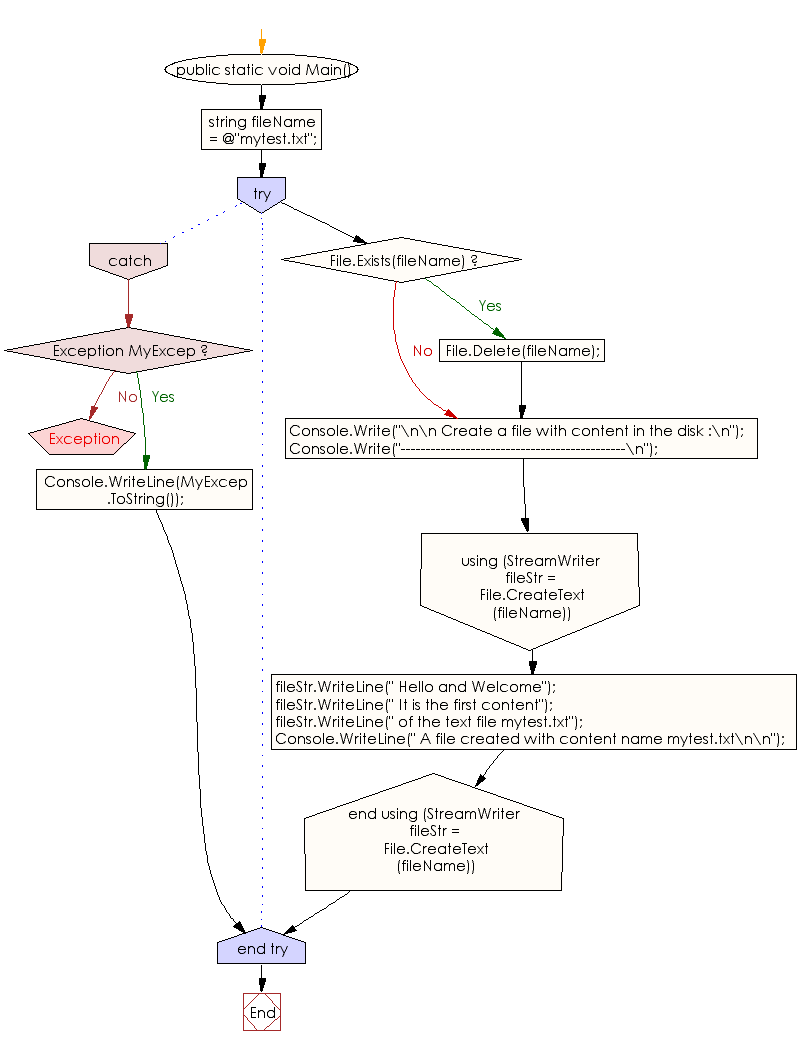 public static void Main()
string fileName
= @"mytest.txt";
try
catch
File.Exists(fileName) ?
Yes
No
File.Delete(fileName);
Exception MyExcep ?
No
Yes
Exception
Console.WriteLine(MyExcep
.ToString());
Console.Write("\n\n Create a file with content in the disk :\n");
Console.Write("---------------------------------------------\n");
using (StreamWriter
fileStr =
File.CreateText
(fileName))
fileStr.WriteLine(" Hello and Welcome");
fileStr.WriteLine(" It is the first content");
fileStr.WriteLine(" of the text file mytest.txt");
Console.WriteLine(" A file created with content name mytest.txt\n\n");
end using (StreamWriter
fileStr =
File.CreateText
(fileName))
end try
End